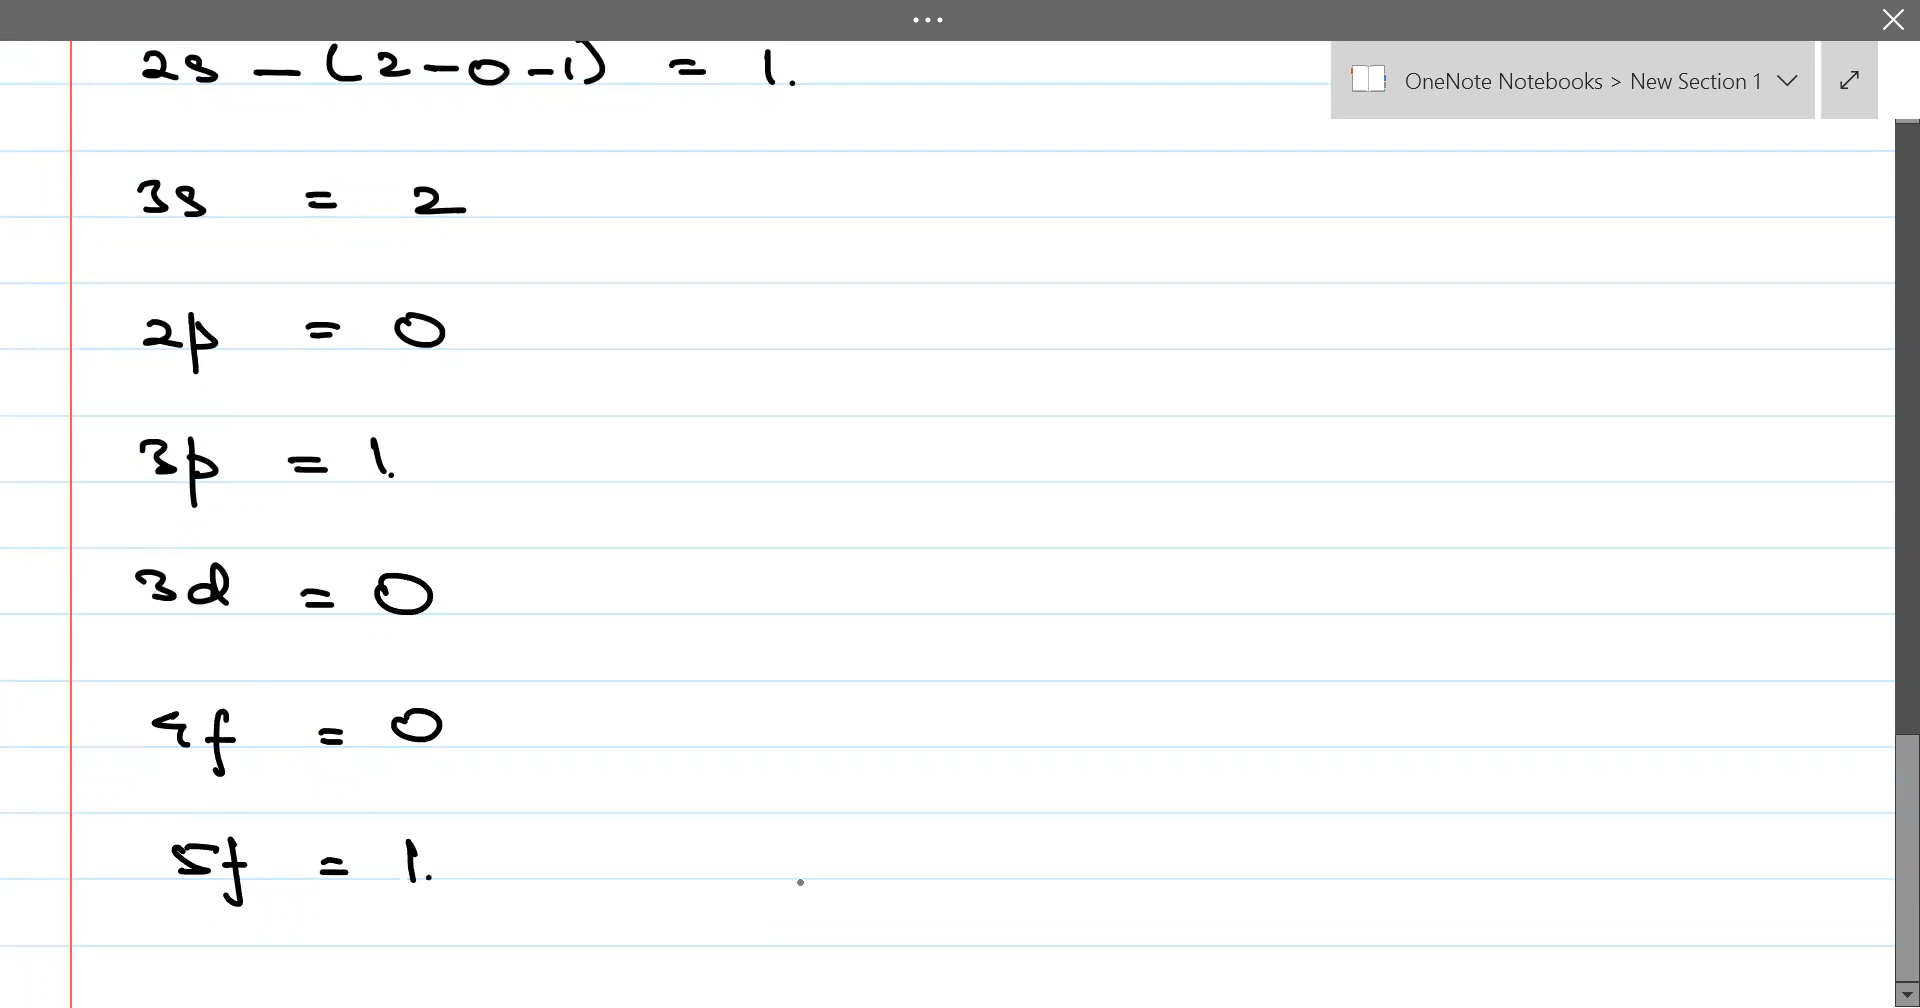 ...
2s – (2-0-1) = 1.
OneNote Notebooks > New Section 1
3s = 2
2p = 0
3p = 1.
3d = 0
4f = 0
5f = 1.